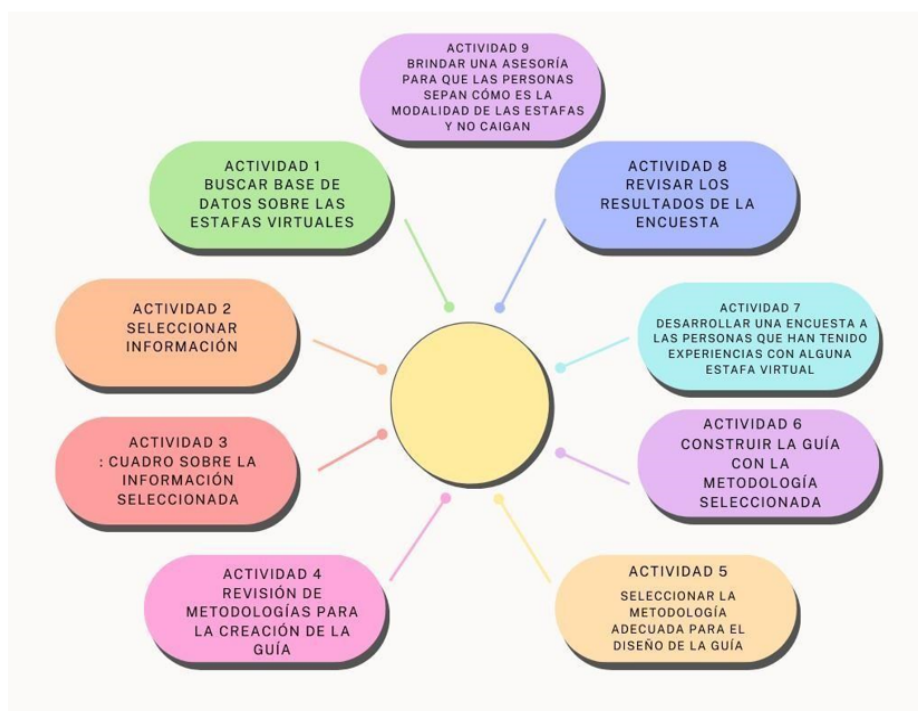 ACTIVIDAD 9
BRINDAR UNA ASESORÍA
PARA QUE LAS PERSONAS
SEPAN CÓMO ES LA
MODALIDAD DE LAS ESTAFAS
Y NO CAIGAN
ACTIVIDAD 1
BUSCAR BASE DE
DATOS SOBRE LAS
ESTAFAS VIRTUALES
ACTIVIDAD 8
REVISAR LOS
RESULTADOS DE LA
ENCUESTA
ACTIVIDAD 2
SELECCIONAR
INFORMACIÓN
ACTIVIDAD 7
DESARROLLAR UNA ENCUESTA A
LAS PERSONAS QUE HAN TENIDO
EXPERIENCIAS CON ALGUNA
ESTAFA VIRTUAL
ACTIVIDAD 3
: CUADRO SOBRE LA
INFORMACIÓN
SELECCIONADA
ACTIVIDAD 6
CONSTRUIR LA GUÍA
CON LA
METODOLOGÍA
SELECCIONADA
ACTIVIDAD 4
REVISIÓN DE
METODOLOGÍAS PARA
LA CREACIÓN DE LA
GUÍA
ACTIVIDAD 5
SELECCIONAR LA
METODOLOGÍA
ADECUADA PARA EL
DISEÑO DE LA GUÍA